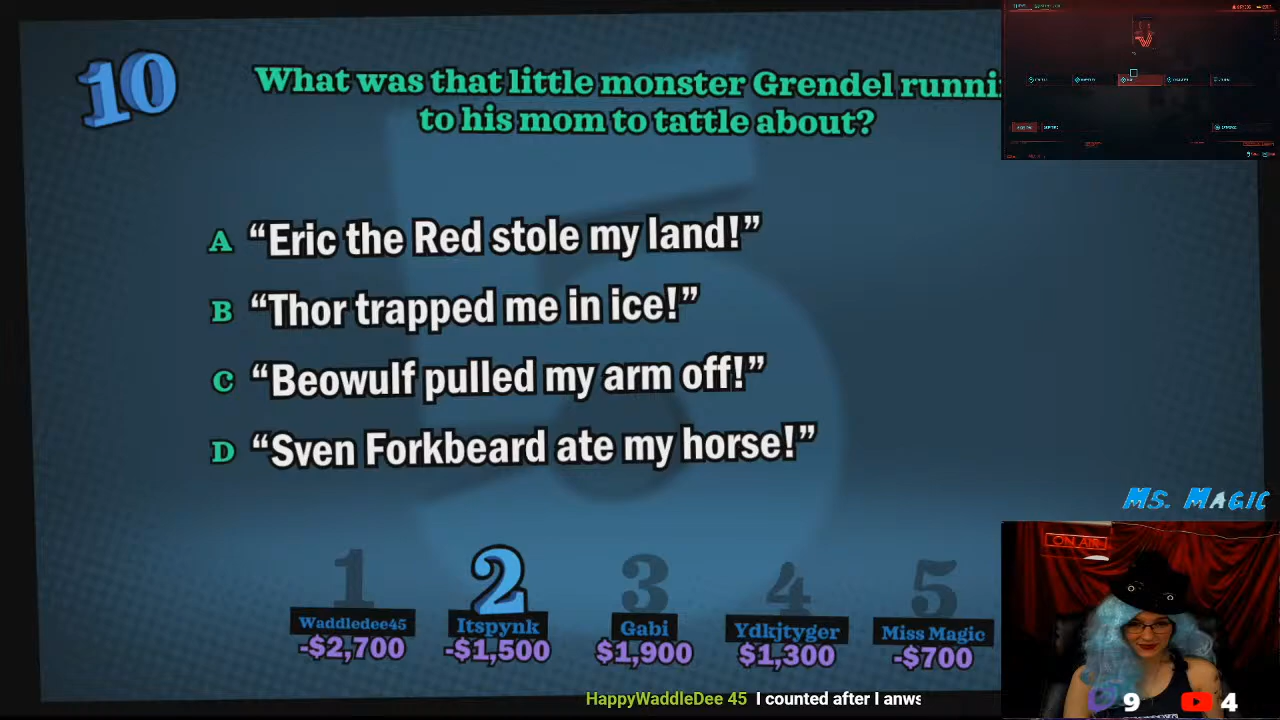 10
What was that little monster Grendel runni
to his mom to tattle about?
A "Eric the Red stole my land!"
B "Thor trapped me in ice!"
C "Beowulf pulled my arm off!"
D "Sven Forkbeard ate my horse!"
Ms. Magic
ON AIR
1 2 3 4 5
Waddledee45 Itspynk Gabi Ydkjtyger Miss Magic
-$2,700 -$1,500 $1,900 $1,300 -$700
HappyWaddleDee 45 I counted after I anws
9 4